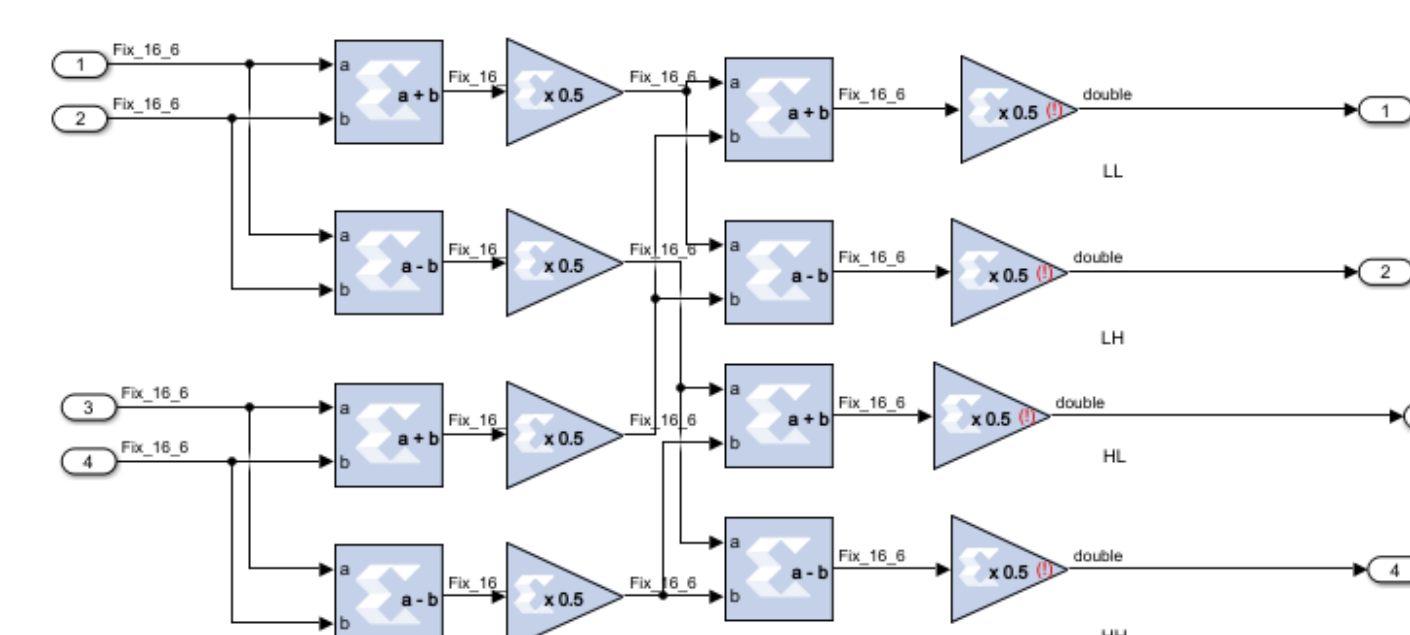 1 Fix_16_6 a b a + b Fix_16 x 0.5 Fix_16_6 a b a + b Fix_16_6 x 0.5 (!) double 1
2 Fix_16_6
LL
a b a - b Fix_16 x 0.5 Fix_16_6 a b a - b Fix_16_6 x 0.5 (!) double 2
LH
3 Fix_16_6 a b a + b Fix_16 x 0.5 Fix_16_6 a b a + b Fix_16_6 x 0.5 (!) double
4 Fix_16_6
HL
a b a - b Fix_16 x 0.5 Fix_16_6 a b a - b Fix_16_6 x 0.5 (!) double 4